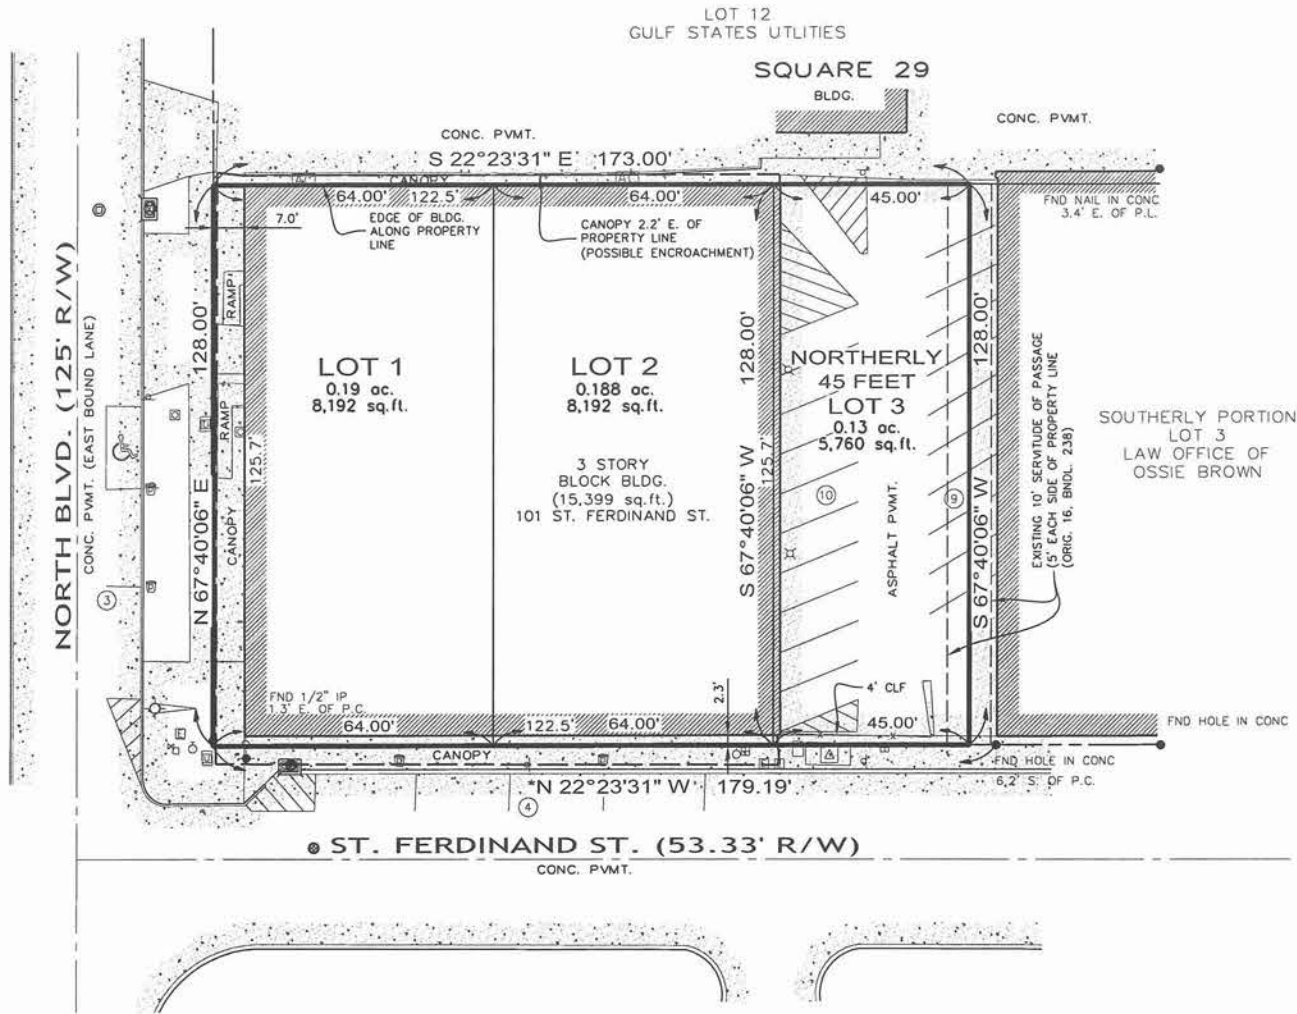 LOT 12
GULF STATES UTLITIES
SQUARE 29
BLDG.
CONC. PVMT.
CONC. PVMT.
S 22°23'31" E 173.00'
CANOPY
64.00' 122.5' 64.00' 45.00'
FND NAIL IN CONC
3.4' E. OF P.L.
7.0'
EDGE OF BLDG.
ALONG PROPERTY
LINE
CANOPY 2.2' E. OF
PROPERTY LINE
(POSSIBLE ENCROACHMENT)
NORTH BLVD. (125' R/W)
CONC. PVMT. (EAST BOUND LANE)
N 67°40'06" E 128.00'
RAMP
RAMP
CANOPY
125.7'
LOT 1
0.19 ac.
8,192 sq.ft.
LOT 2
0.188 ac.
8,192 sq.ft.
3 STORY
BLOCK BLDG.
(15,399 sq.ft.)
101 ST. FERDINAND ST.
S 67°40'06" W 128.00'
125.7'
NORTHERLY
45 FEET
LOT 3
0.13 ac.
5,760 sq.ft.
ASPHALT PVMT.
10
9
S 67°40'06" W 128.00'
EXISTING 10' SERVITUDE OF PASSAGE
(5' EACH SIDE OF PROPERTY LINE
(ORIG. 16, BNDL. 238)
SOUTHERLY PORTION
LOT 3
LAW OFFICE OF
OSSIE BROWN
3
FND 1/2" IP
1.3' E. OF P.C.
2.3'
4' CLF
64.00' 122.5' 64.00' 45.00'
FND HOLE IN CONC
E
CANOPY
FND HOLE IN CONC
6.2' S. OF P.C.
*N 22°23'31" W 179.19'
4
ST. FERDINAND ST. (53.33' R/W)
CONC. PVMT.